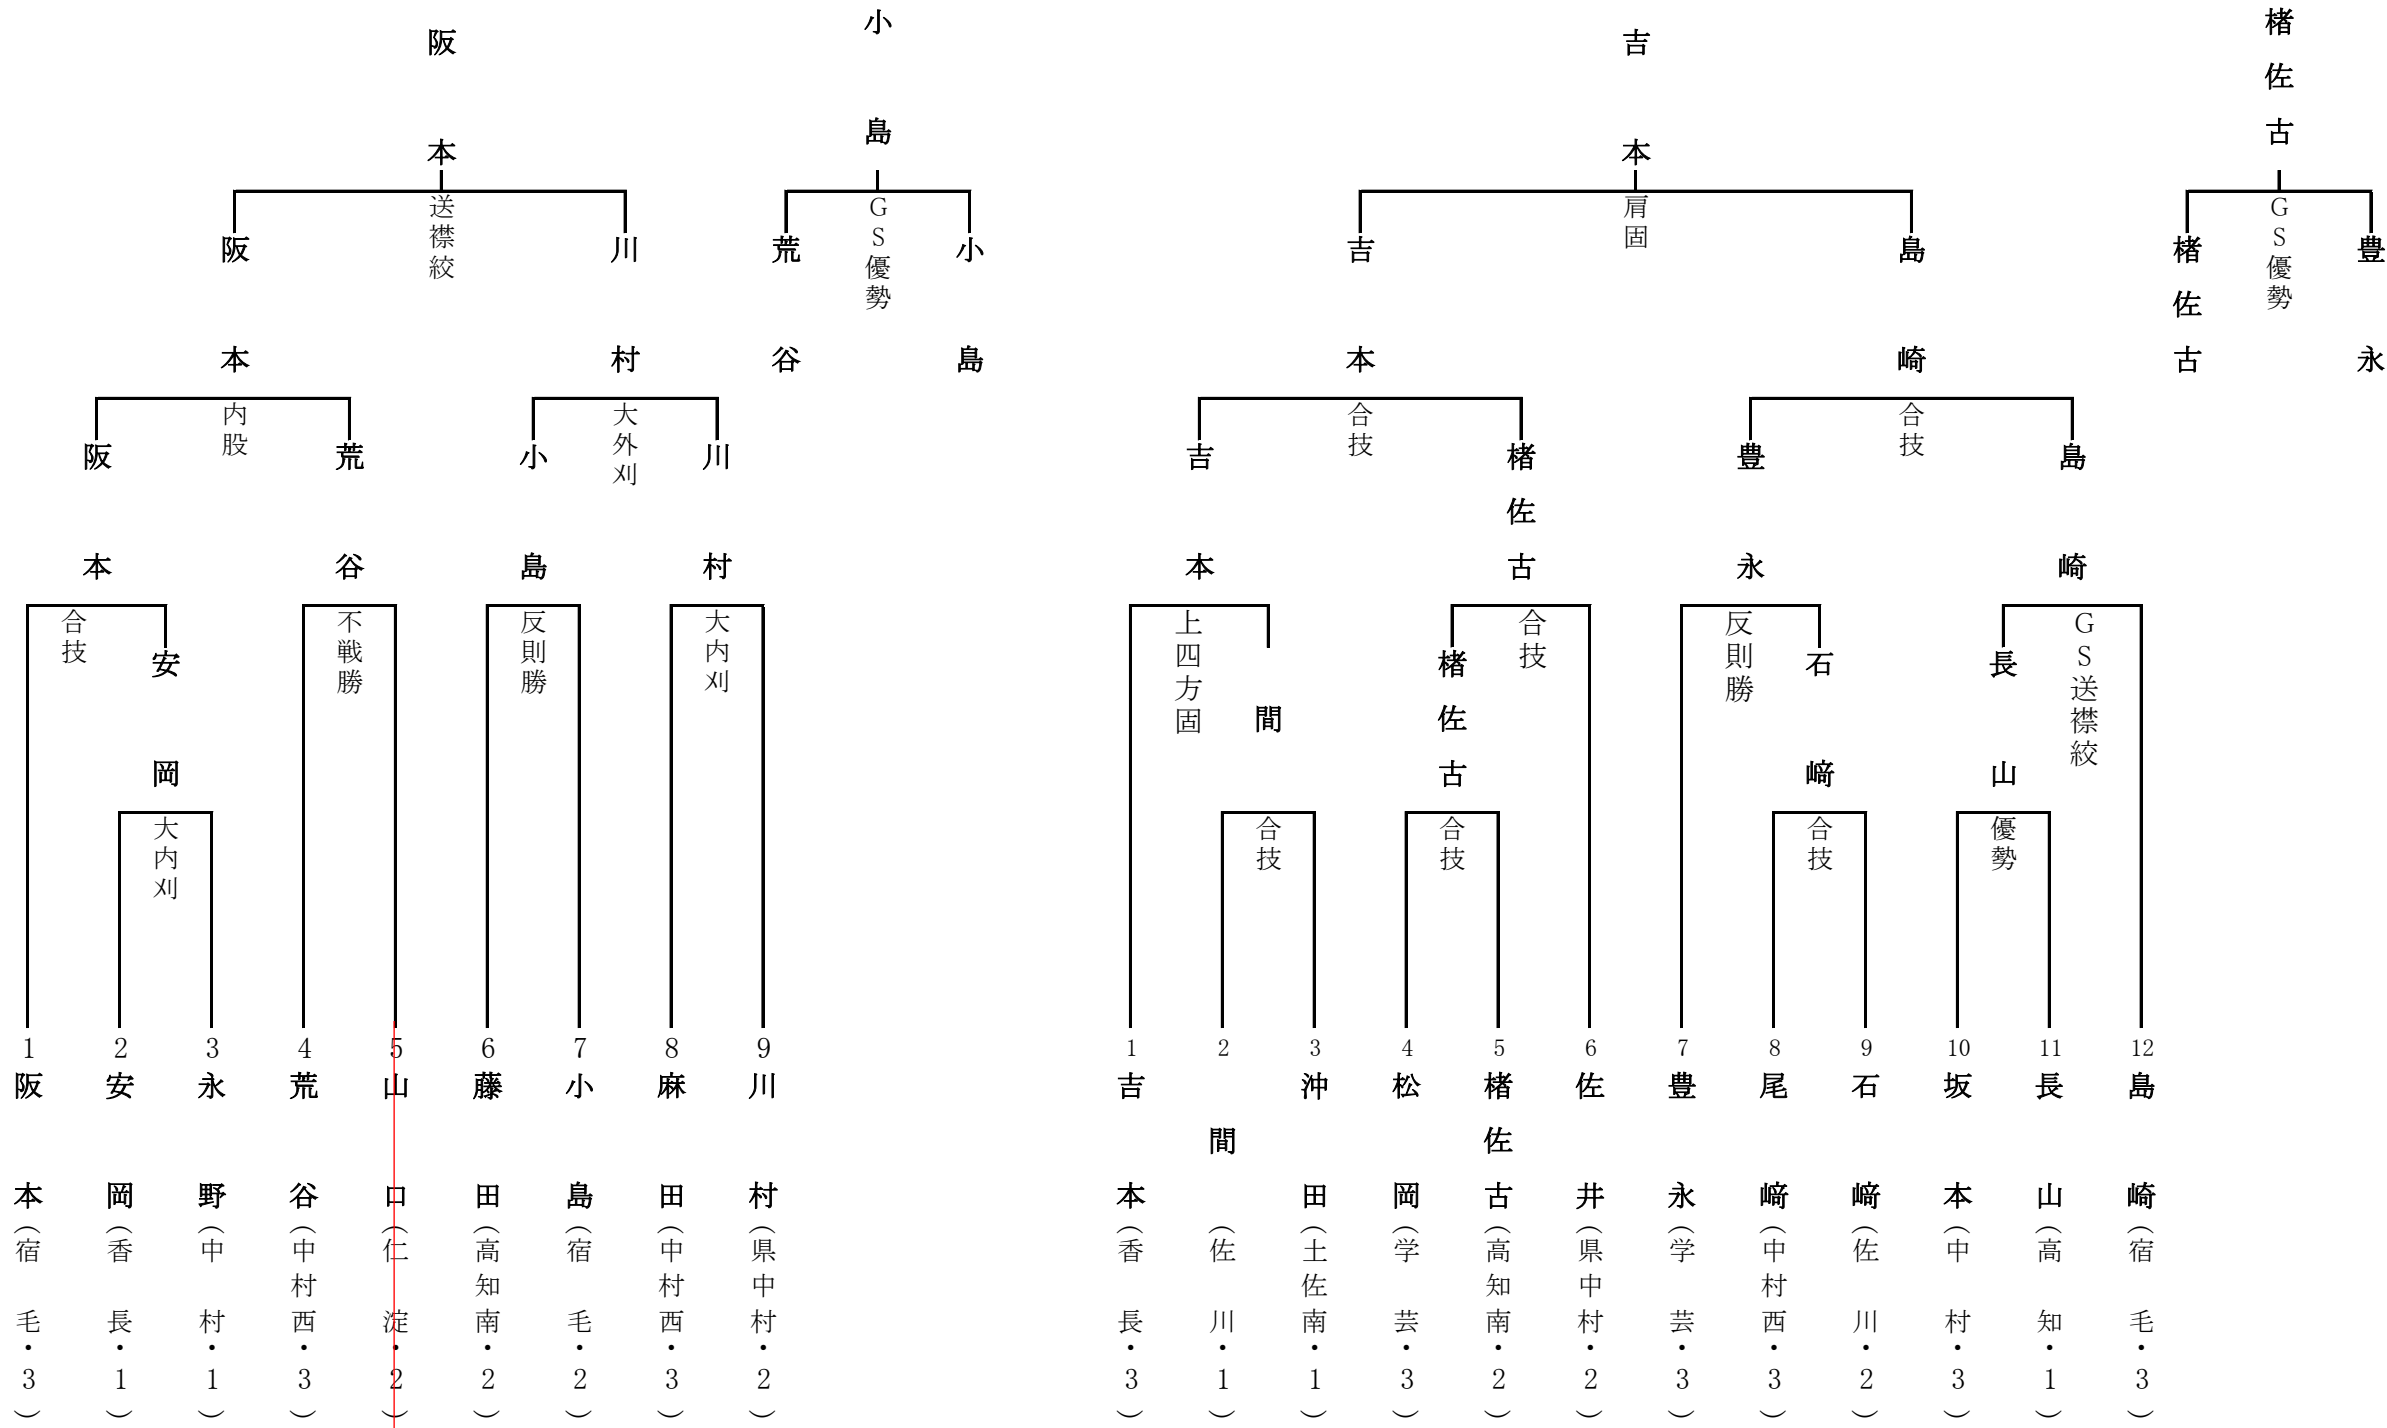 阪本
送襟絞
小島
GS優勢
阪本
川村
荒谷
小島
内股
大外刈
阪本
荒谷
小島
川村
合技
不戦勝
反則勝
大内刈
安岡
大内刈
1 阪本（宿毛・3）
2 安岡（香長・1）
3 永野（中村・1）
4 荒谷（中村西・3）
5 山口（仁淀・2）
6 藤田（高知南・2）
7 小島（宿毛・2）
8 麻田（中村西・3）
9 川村（県中村・2）
吉本
肩固
楮佐古
GS優勢
吉本
島崎
楮佐古
豊永
合技
合技
吉本
楮佐古
豊永
島崎
上四方固
合技
反則勝
GS送襟絞
間
楮佐古
石﨑
長山
合技
合技
合技
優勢
1 吉本（香長・3）
2 間（佐川・1）
3 沖田（土佐南・1）
4 松岡（学芸・3）
5 楮佐古（高知南・2）
6 佐井（県中村・2）
7 豊永（学芸・3）
8 尾﨑（中村西・3）
9 石﨑（佐川・2）
10 坂本（中村・3）
11 長山（高知・1）
12 島崎（宿毛・3）